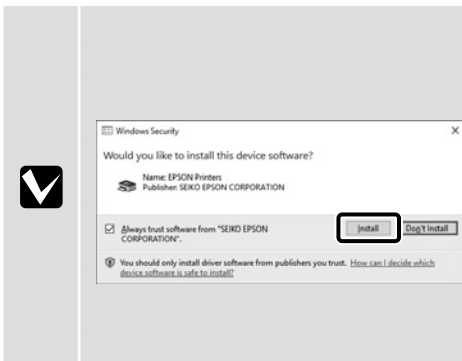 Windows Security
Would you like to install this device software?
Name: EPSON Printers
Publisher: SEIKO EPSON CORPORATION
Always trust software from "SEIKO EPSON
CORPORATION".
Install
Don't Install
You should only install driver software from publishers you trust. How can I decide which
device software is safe to install?